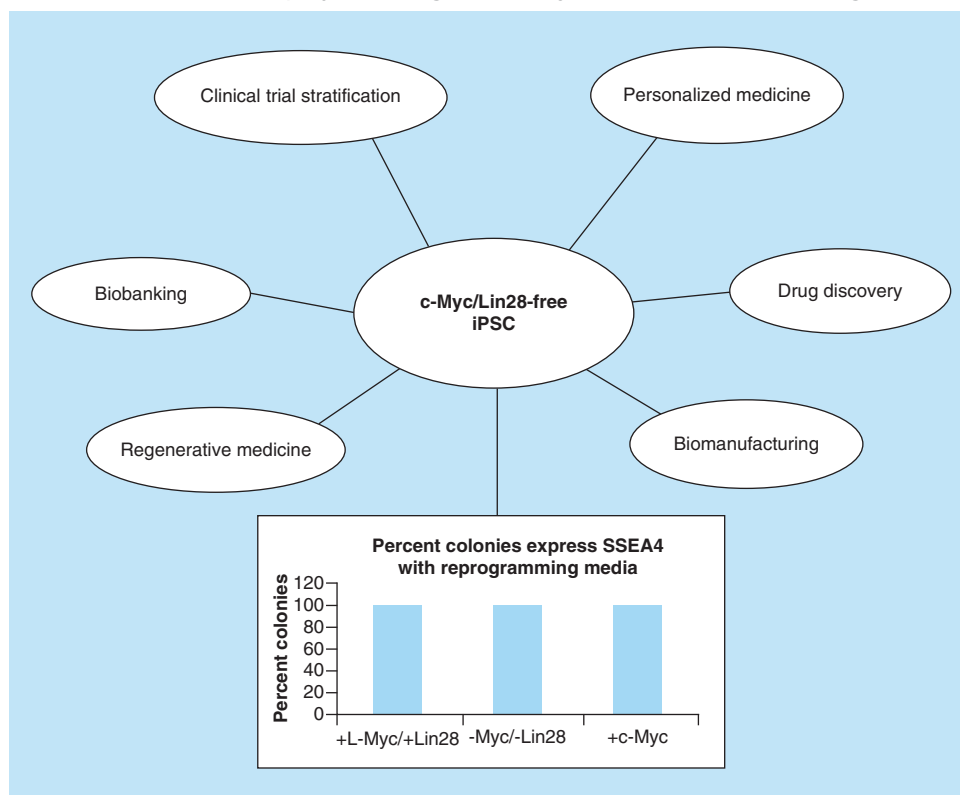 Clinical trial stratification
Personalized medicine
Biobanking
c-Myc/Lin28-free
iPSC
Drug discovery
Regenerative medicine
Biomanufacturing
Percent colonies express SSEA4
with reprogramming media
Percent colonies
120
100
80
60
40
20
0
+L-Myc/+Lin28 -Myc/-Lin28 +c-Myc